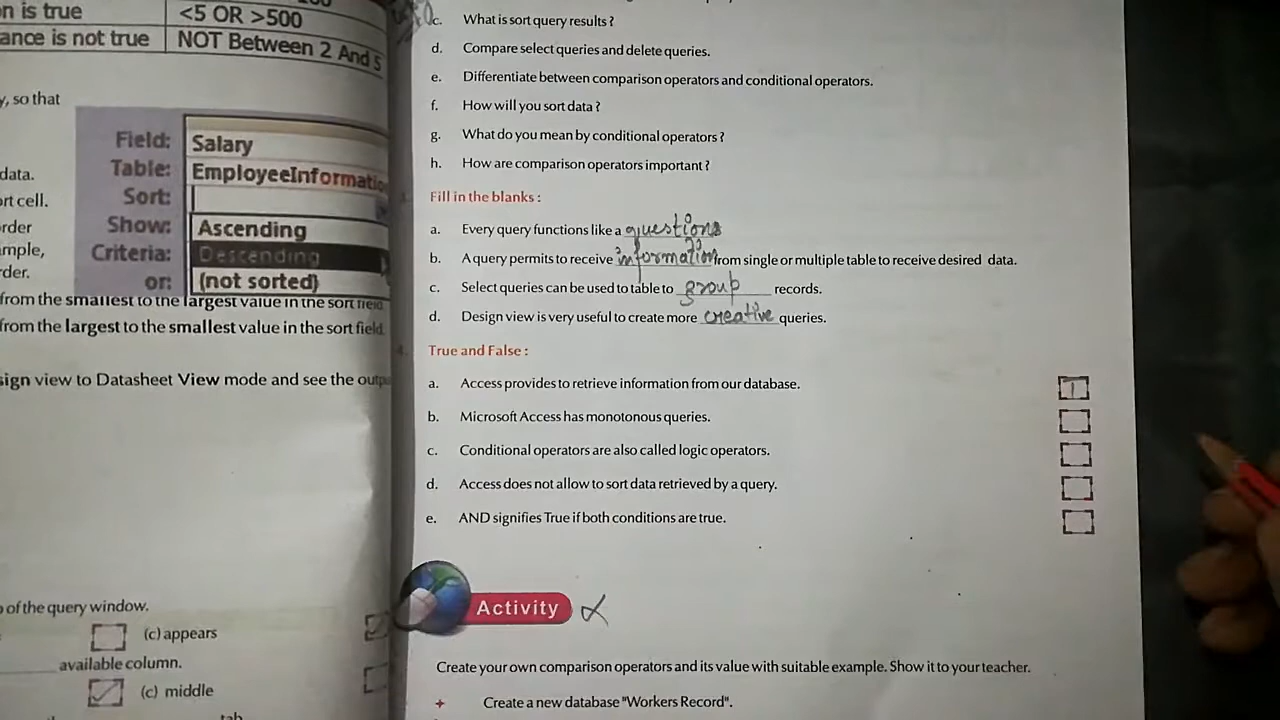 n is true <5 OR >500
ance is not true NOT Between 2 And 5
y, so that
Field: Salary
Table: EmployeeInformatio
Sort:
Show: Ascending
Criteria: Descending
or: (not sorted)
data.
rt cell.
rder
mple,
rder.
from the smallest to the largest value in the sort field
from the largest to the smallest value in the sort field.
sign view to Datasheet View mode and see the outpu
of the query window.
(c) appears
available column.
(c) middle
tab
c. What is sort query results ?
d. Compare select queries and delete queries.
e. Differentiate between comparison operators and conditional operators.
f. How will you sort data ?
g. What do you mean by conditional operators ?
h. How are comparison operators important ?
Fill in the blanks :
a. Every query functions like a questions
b. A query permits to receive information from single or multiple table to receive desired data.
c. Select queries can be used to table to group records.
d. Design view is very useful to create more creative queries.
4. True and False :
a. Access provides to retrieve information from our database. T
b. Microsoft Access has monotonous queries.
c. Conditional operators are also called logic operators.
d. Access does not allow to sort data retrieved by a query.
e. AND signifies True if both conditions are true.
Activity
Create your own comparison operators and its value with suitable example. Show it to your teacher.
Create a new database "Workers Record".